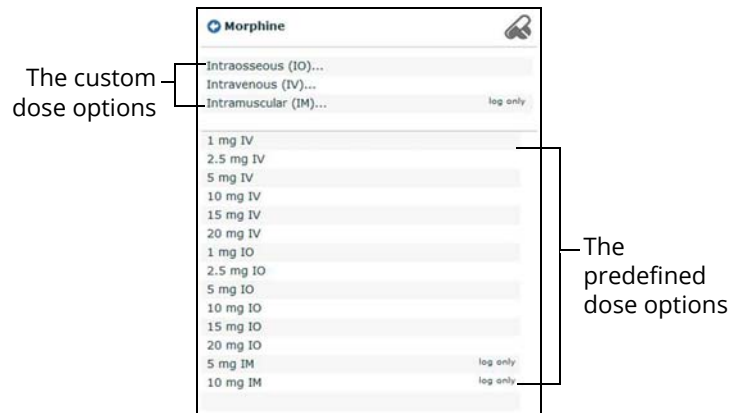 Morphine
The custom
dose options
Intraosseous (IO)...
Intravenous (IV)...
Intramuscular (IM)... log only
1 mg IV
2.5 mg IV
5 mg IV
10 mg IV
15 mg IV
20 mg IV
1 mg IO
2.5 mg IO
5 mg IO
10 mg IO
15 mg IO
20 mg IO
5 mg IM log only
10 mg IM log only
The
predefined
dose options